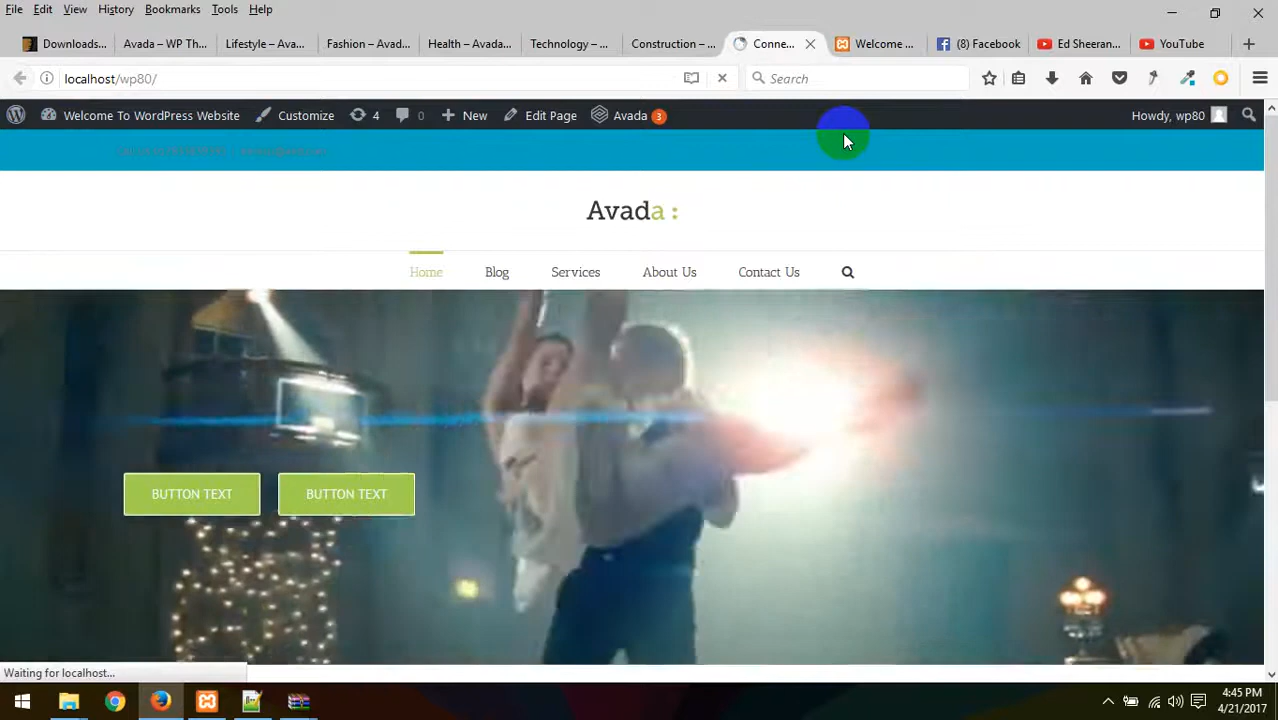 File Edit View History Bookmarks Tools Help
Downloads... Avada – WP Th... Lifestyle – Ava... Fashion – Avad... Health – Avada... Technology – ... Construction – ... Conne... Welcome ... (8) Facebook Ed Sheeran... YouTube
localhost/wp80/ Search
Welcome To WordPress Website Customize 4 0 New Edit Page Avada 3 Howdy, wp80
Avada :
Home Blog Services About Us Contact Us
BUTTON TEXT BUTTON TEXT
Waiting for localhost...
4:45 PM
4/21/2017